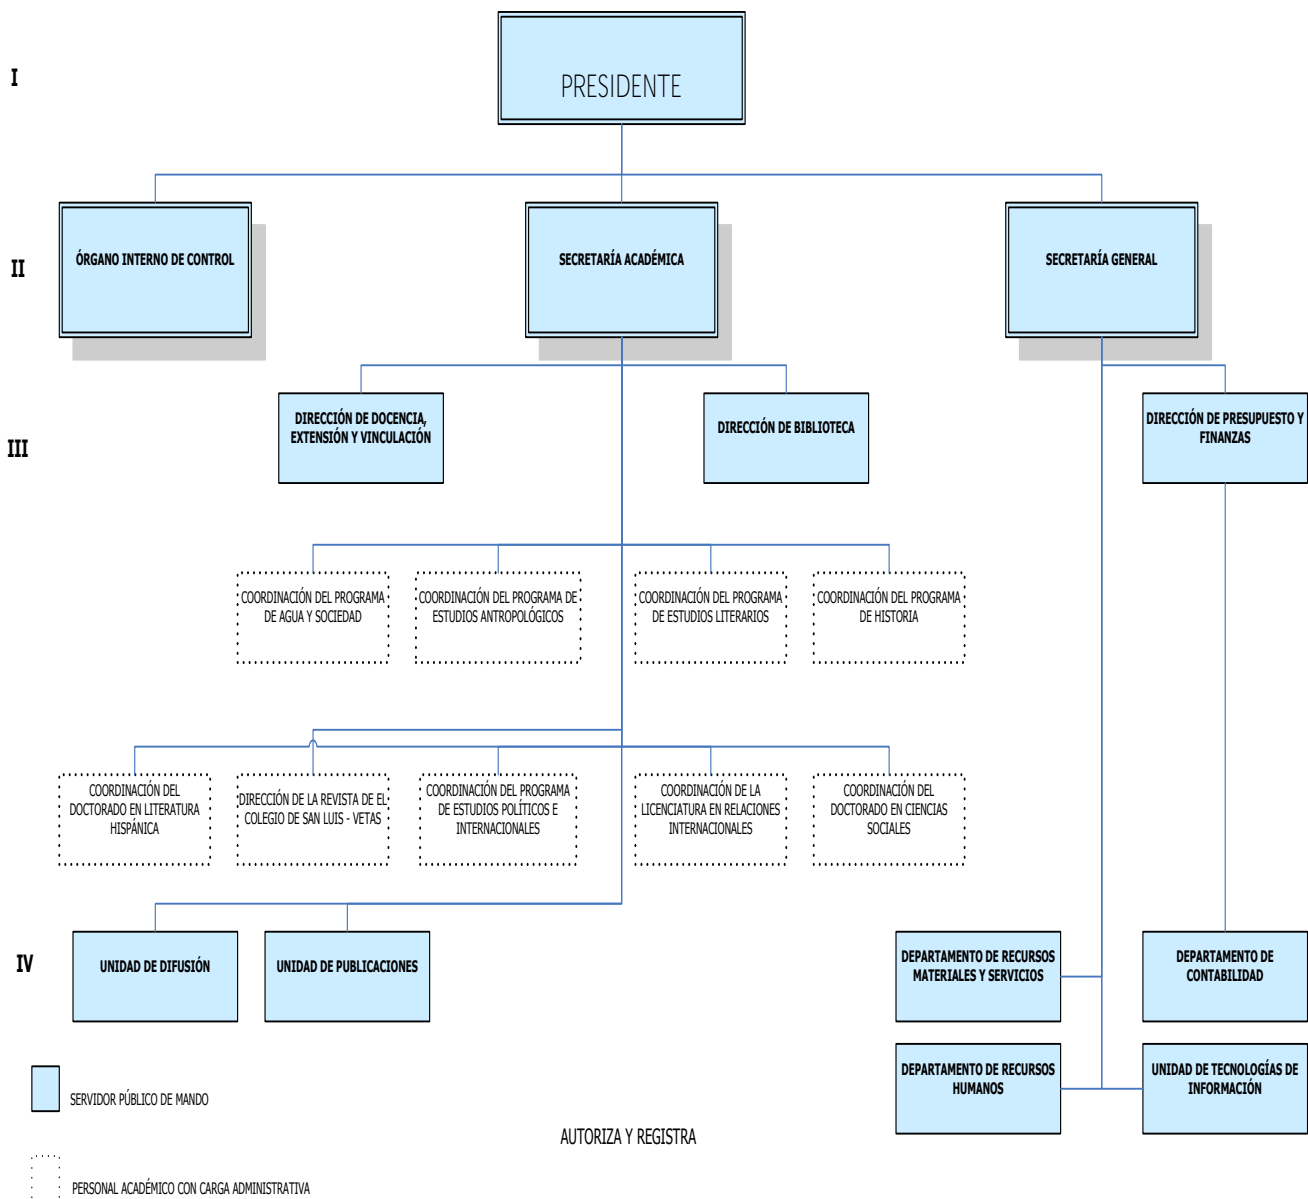 I
PRESIDENTE
II
ÓRGANO INTERNO DE CONTROL
SECRETARÍA ACADÉMICA
SECRETARÍA GENERAL
III
DIRECCIÓN DE DOCENCIA,
EXTENSIÓN Y VINCULACIÓN
DIRECCIÓN DE BIBLIOTECA
DIRECCIÓN DE PRESUPUESTO Y
FINANZAS
COORDINACIÓN DEL PROGRAMA
DE AGUA Y SOCIEDAD
COORDINACIÓN DEL PROGRAMA DE
ESTUDIOS ANTROPOLÓGICOS
COORDINACIÓN DEL PROGRAMA
DE ESTUDIOS LITERARIOS
COORDINACIÓN DEL PROGRAMA
DE HISTORIA
COORDINACIÓN DEL
DOCTORADO EN LITERATURA
HISPÁNICA
DIRECCIÓN DE LA REVISTA DE EL
COLEGIO DE SAN LUIS - VETAS
COORDINACIÓN DEL PROGRAMA
DE ESTUDIOS POLÍTICOS E
INTERNACIONALES
COORDINACIÓN DE LA
LICENCIATURA EN RELACIONES
INTERNACIONALES
COORDINACIÓN DEL
DOCTORADO EN CIENCIAS
SOCIALES
IV
UNIDAD DE DIFUSIÓN
UNIDAD DE PUBLICACIONES
DEPARTAMENTO DE RECURSOS
MATERIALES Y SERVICIOS
DEPARTAMENTO DE
CONTABILIDAD
DEPARTAMENTO DE RECURSOS
HUMANOS
UNIDAD DE TECNOLOGÍAS DE
INFORMACIÓN
SERVIDOR PÚBLICO DE MANDO
AUTORIZA Y REGISTRA
PERSONAL ACADÉMICO CON CARGA ADMINISTRATIVA